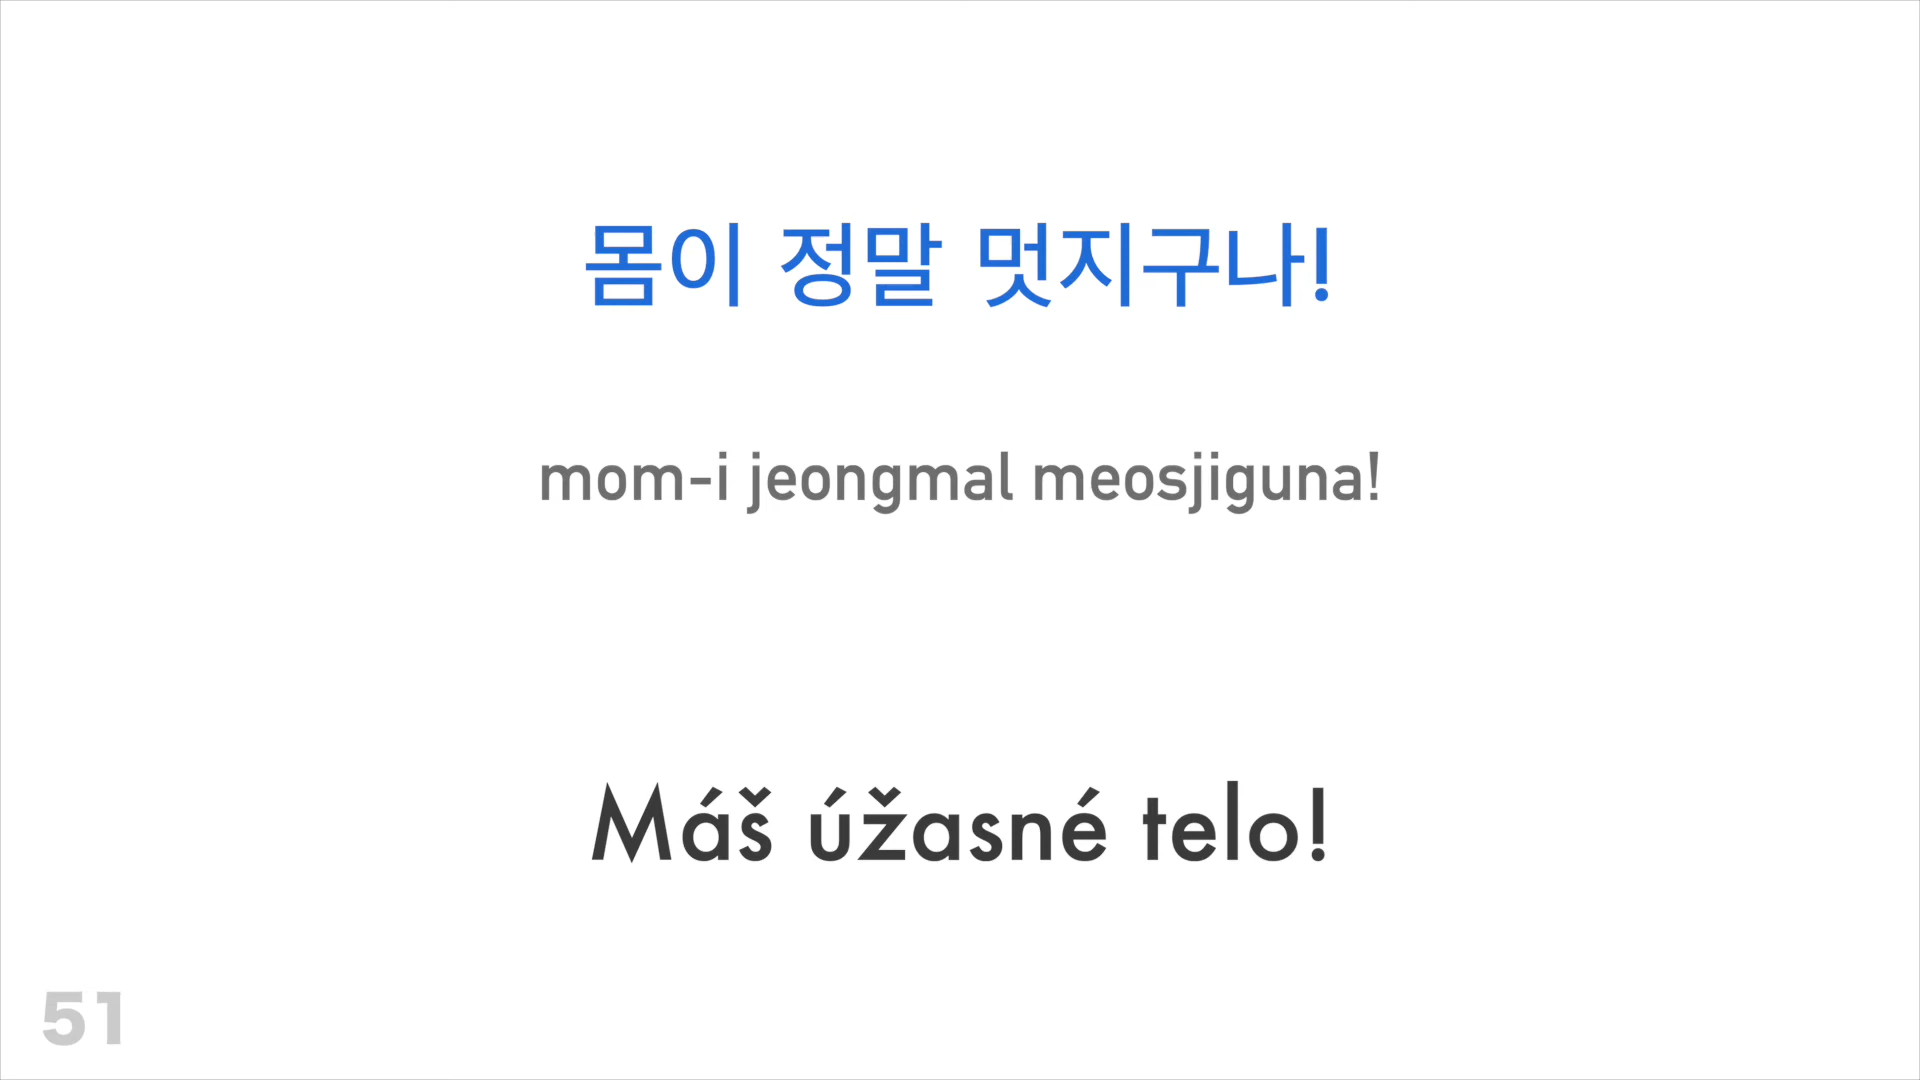 몸이 정말 멋지구나!
mom-i jeongmal meosjiguna!
Máš úžasné telo!
51